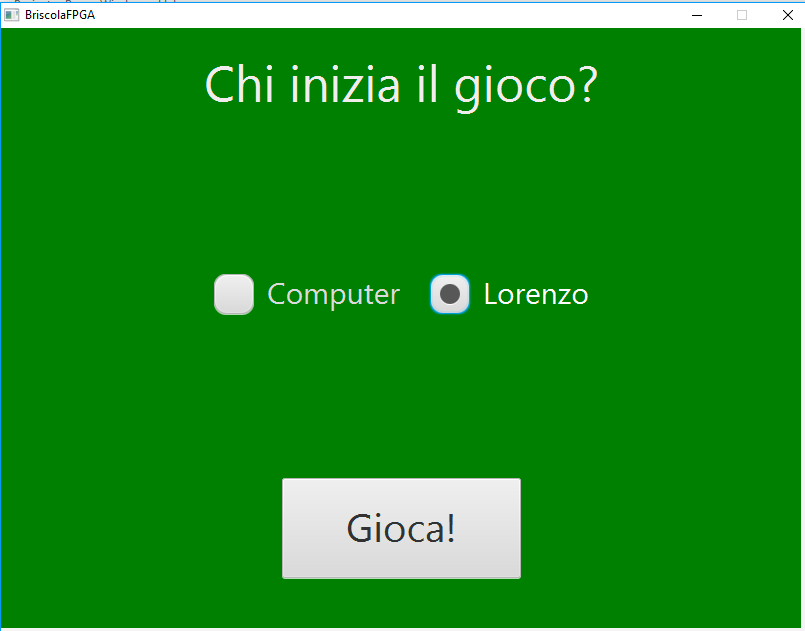 BriscolaFPGA
Chi inizia il gioco?
Computer Lorenzo
Gioca!